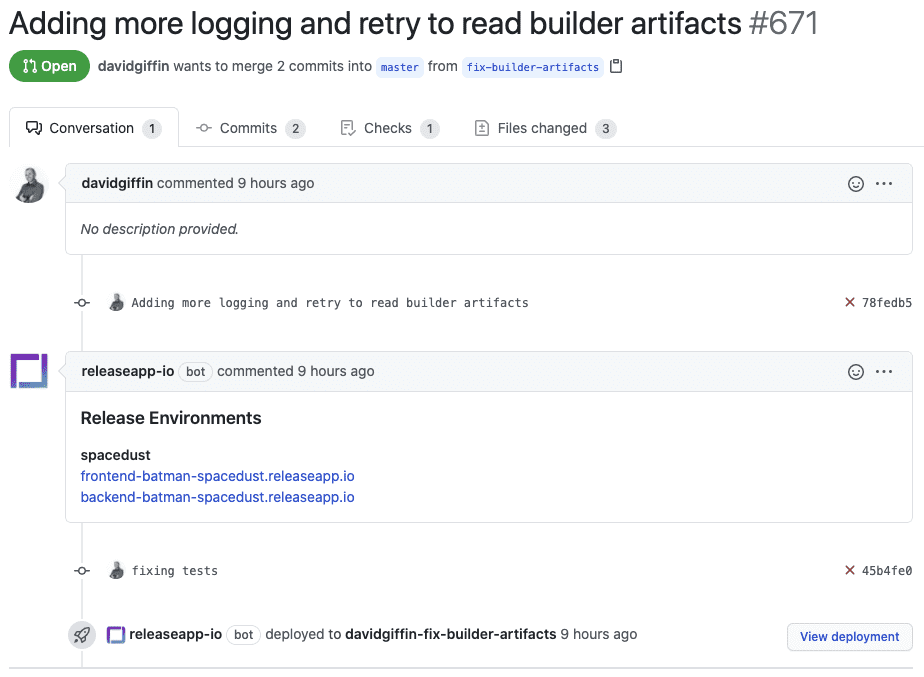 Adding more logging and retry to read builder artifacts #671
Open davidgiffin wants to merge 2 commits into master from fix-builder-artifacts
Conversation 1 Commits 2 Checks 1 Files changed 3
davidgiffin commented 9 hours ago
No description provided.
Adding more logging and retry to read builder artifacts 78fedb5
releaseapp-io bot commented 9 hours ago
Release Environments
spacedust
frontend-batman-spacedust.releaseapp.io
backend-batman-spacedust.releaseapp.io
fixing tests 45b4fe0
releaseapp-io bot deployed to davidgiffin-fix-builder-artifacts 9 hours ago View deployment